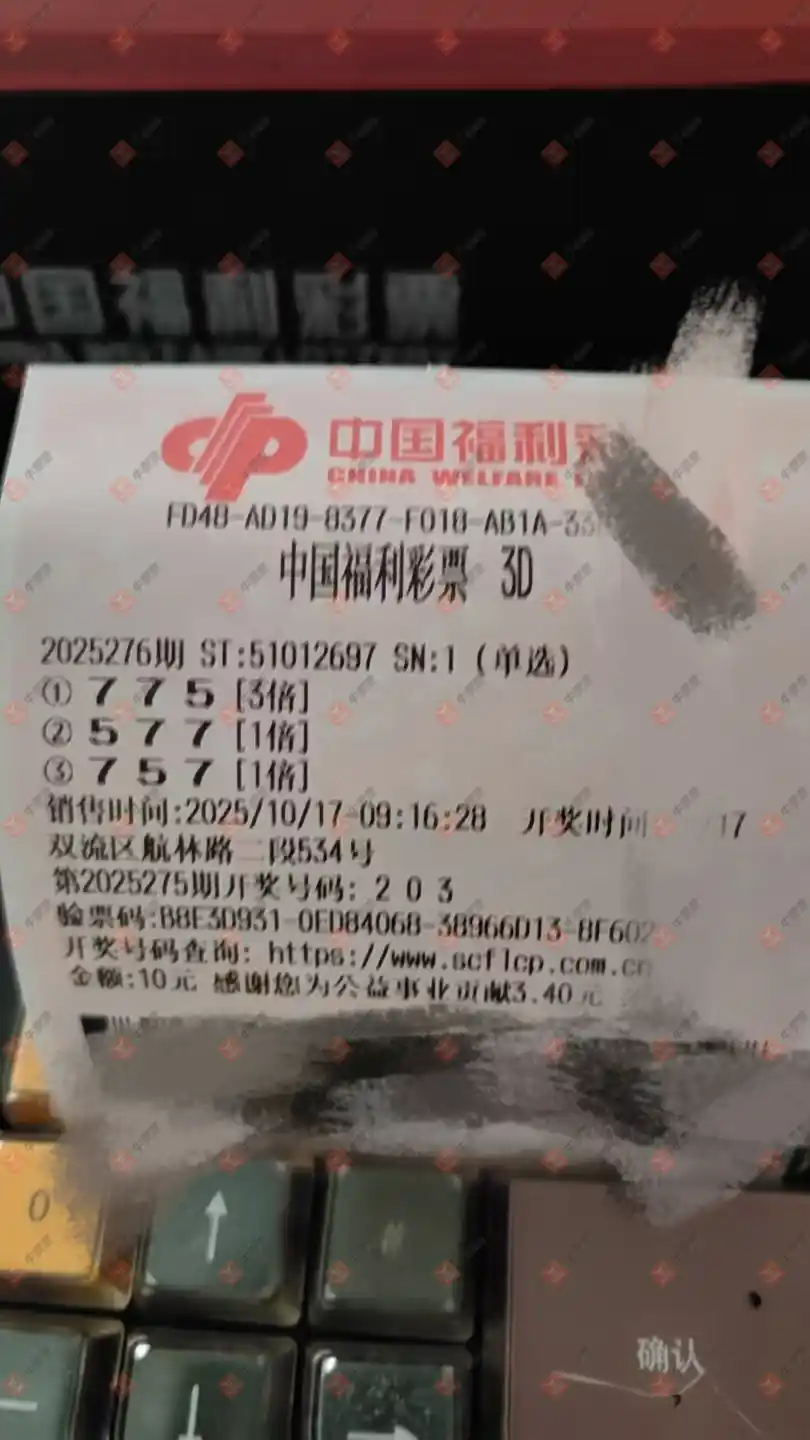 中国福利彩票
中国福利
CHINA WELFARE
FD48-AD19-8377-F018-AB1A-33
中国福利彩票 3D
2025276期 ST:51012697 SN:1 (单选)
① 7 7 5 [3倍]
② 5 7 7 [1倍]
③ 7 5 7 [1倍]
销售时间:2025/10/17-09:16:28 开奖时间 17
双流区航林路二段534号
第2025275期开奖号码: 2 0 3
验票码:B8E3D931-0ED84068-38966D13-8F602
开奖号码查询: https://www.scflcp.com.cn
金额:10元 感谢您为公益事业贡献3.40元
0
确认